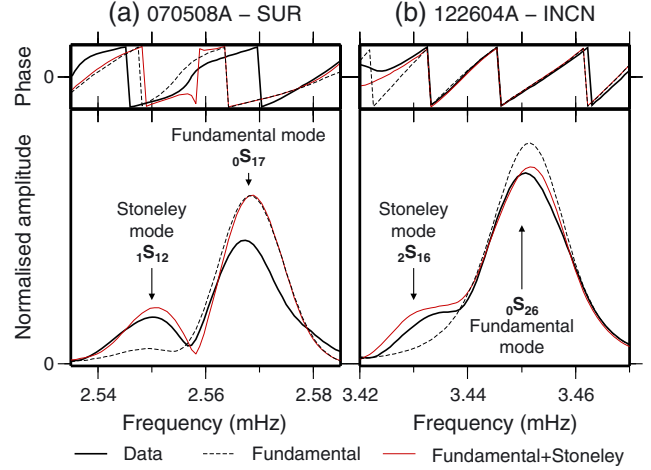 (a) 070508A – SUR
(b) 122604A – INCN
Phase
0
Normalised amplitude
0
Fundamental mode
₀S₁₇
Stoneley
mode
₁S₁₂
Stoneley
mode
₂S₁₆
₀S₂₆
Fundamental
mode
2.54 2.56 2.58
3.42 3.44 3.46
Frequency (mHz)
Frequency (mHz)
Data
Fundamental
Fundamental+Stoneley